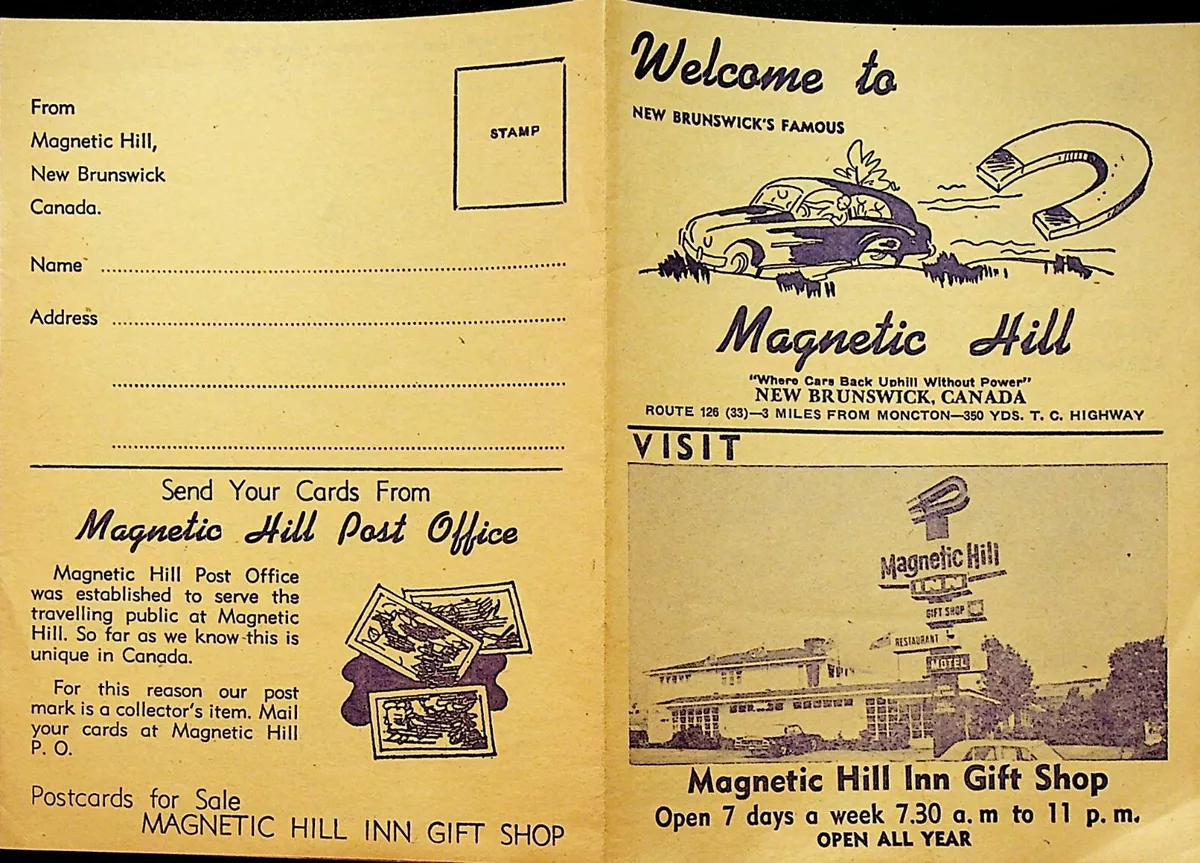 From
Magnetic Hill,
New Brunswick
Canada.
STAMP
Name
Address
Send Your Cards From
Magnetic Hill Post Office
Magnetic Hill Post Office
was established to serve the
travelling public at Magnetic
Hill. So far as we know this is
unique in Canada.
For this reason our post
mark is a collector's item. Mail
your cards at Magnetic Hill
P. O.
Postcards for Sale
MAGNETIC HILL INN GIFT SHOP
Welcome to
NEW BRUNSWICK'S FAMOUS
Magnetic Hill
"Where Cars Back Uphill Without Power"
NEW BRUNSWICK, CANADA
ROUTE 126 (33)—3 MILES FROM MONCTON—350 YDS. T. C. HIGHWAY
VISIT
Magnetic Hill
INN
GIFT SHOP
RESTAURANT
MOTEL
Magnetic Hill Inn Gift Shop
Open 7 days a week 7.30 a.m to 11 p.m.
OPEN ALL YEAR